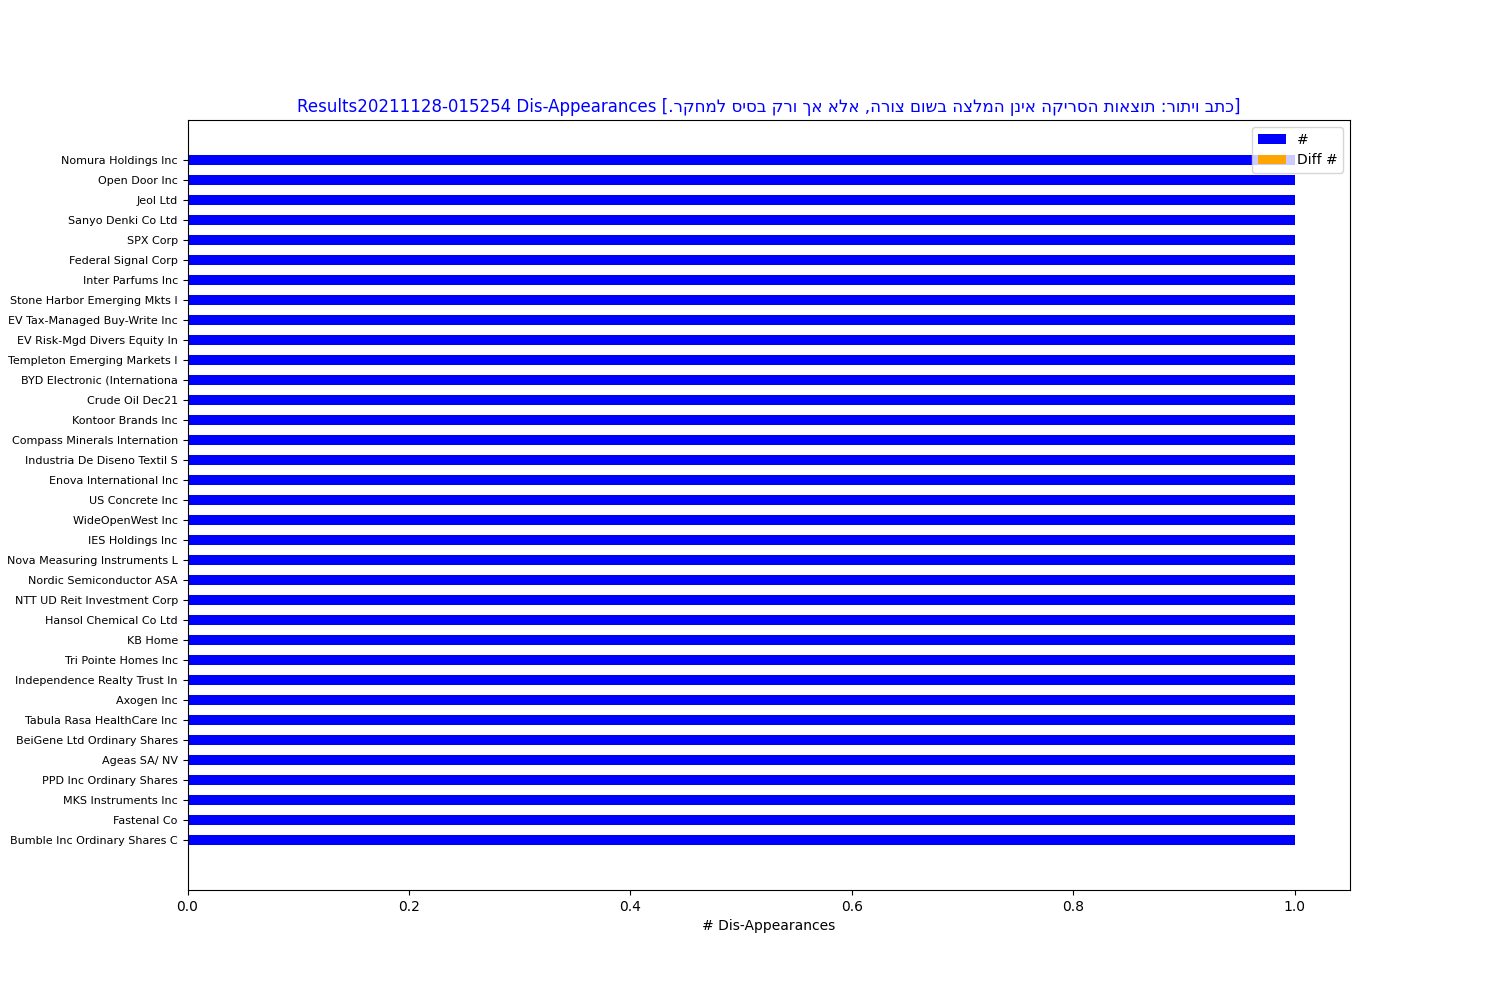 Results20211128-015254 Dis-Appearances [כתב ויתור: תוצאות הסריקה אינן המלצה בשום צורה, אלא אך ורק בסיס למחקר.]
#
Diff #
Nomura Holdings Inc
Open Door Inc
Jeol Ltd
Sanyo Denki Co Ltd
SPX Corp
Federal Signal Corp
Inter Parfums Inc
Stone Harbor Emerging Mkts I
EV Tax-Managed Buy-Write Inc
EV Risk-Mgd Divers Equity In
Templeton Emerging Markets I
BYD Electronic (Internationa
Crude Oil Dec21
Kontoor Brands Inc
Compass Minerals Internation
Industria De Diseno Textil S
Enova International Inc
US Concrete Inc
WideOpenWest Inc
IES Holdings Inc
Nova Measuring Instruments L
Nordic Semiconductor ASA
NTT UD Reit Investment Corp
Hansol Chemical Co Ltd
KB Home
Tri Pointe Homes Inc
Independence Realty Trust In
Axogen Inc
Tabula Rasa HealthCare Inc
BeiGene Ltd Ordinary Shares
Ageas SA/ NV
PPD Inc Ordinary Shares
MKS Instruments Inc
Fastenal Co
Bumble Inc Ordinary Shares C
0.0 0.2 0.4 0.6 0.8 1.0
# Dis-Appearances